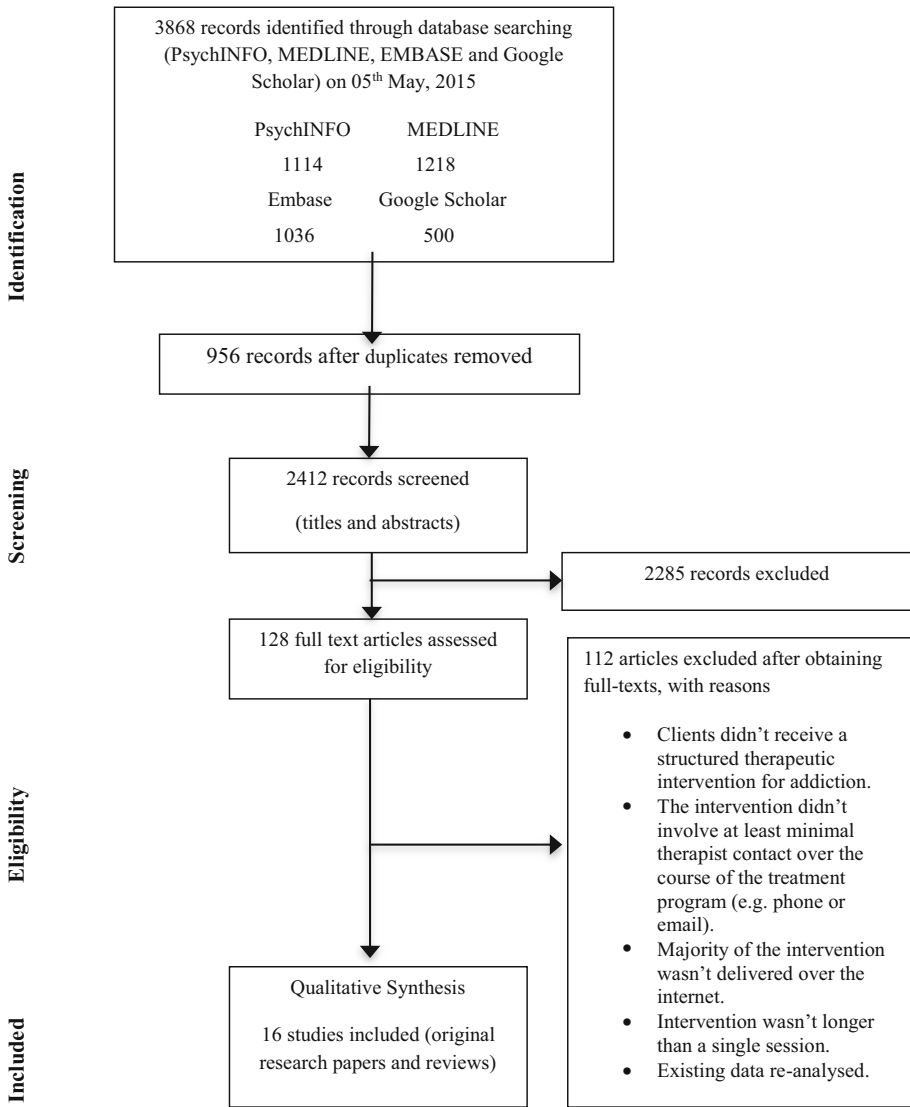 3868 records identified through database searching
(PsychINFO, MEDLINE, EMBASE and Google
Scholar) on 05th May, 2015
PsychINFO MEDLINE
1114 1218
Embase Google Scholar
1036 500
Identification
956 records after duplicates removed
Screening
2412 records screened
(titles and abstracts)
2285 records excluded
128 full text articles assessed
for eligibility
Eligibility
112 articles excluded after obtaining
full-texts, with reasons
• Clients didn’t receive a
structured therapeutic
intervention for addiction.
• The intervention didn’t
involve at least minimal
therapist contact over the
course of the treatment
program (e.g. phone or
email).
• Majority of the intervention
wasn’t delivered over the
internet.
• Intervention wasn’t longer
than a single session.
• Existing data re-analysed.
Included
Qualitative Synthesis
16 studies included (original
research papers and reviews)